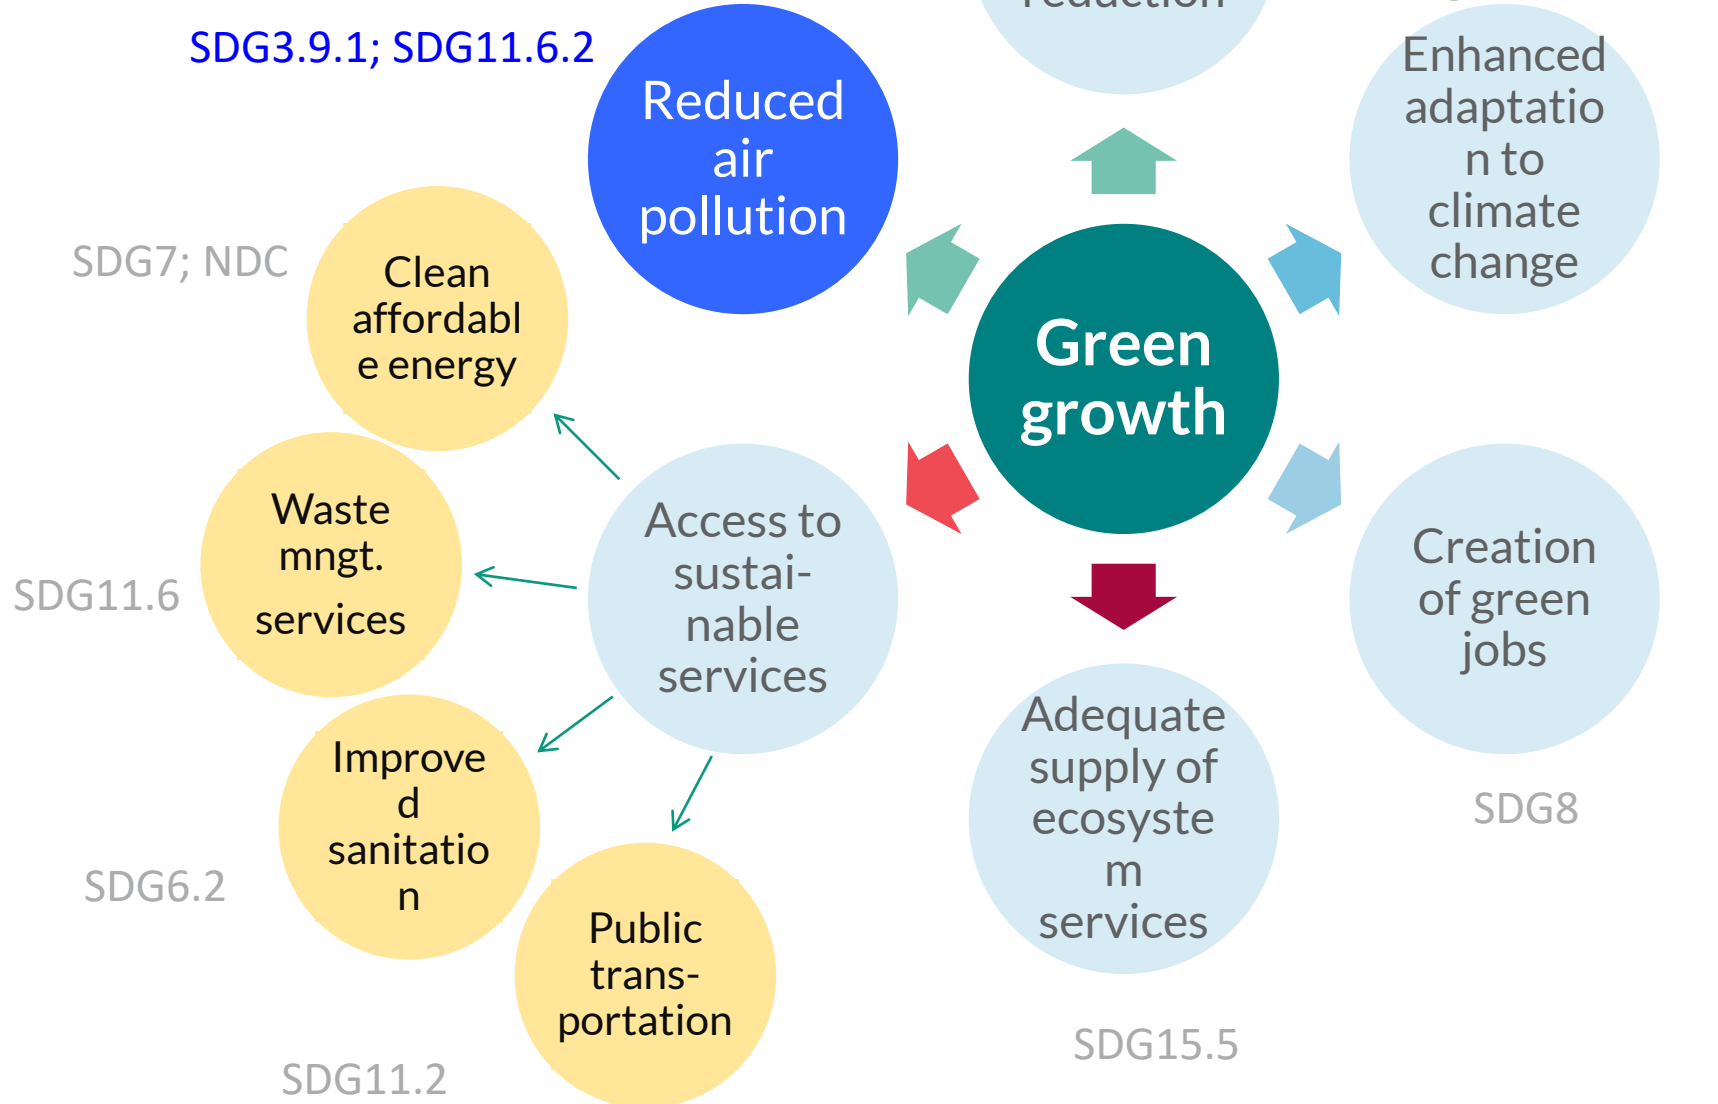 reduction
SDG3.9.1; SDG11.6.2
Reduced
air
pollution
Enhanced
adaptatio
n to
climate
change
SDG7; NDC
Clean
affordabl
e energy
Green
growth
Waste
mngt.
services
SDG11.6
Access to
sustai-
nable
services
Creation
of green
jobs
SDG8
Improve
d
sanitatio
n
SDG6.2
Adequate
supply of
ecosyste
m
services
SDG15.5
Public
trans-
portation
SDG11.2